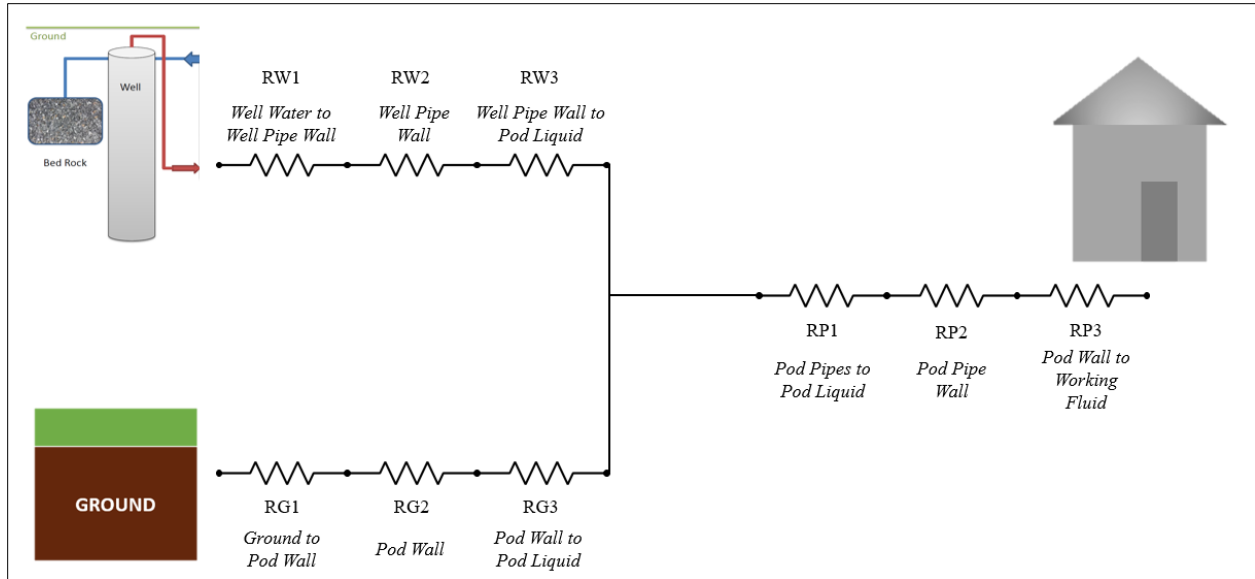 Ground
Well
Bed Rock
RW1
Well Water to
Well Pipe Wall
RW2
Well Pipe
Wall
RW3
Well Pipe Wall to
Pod Liquid
RP1
Pod Pipes to
Pod Liquid
RP2
Pod Pipe
Wall
RP3
Pod Wall to
Working
Fluid
GROUND
RG1
Ground to
Pod Wall
RG2
Pod Wall
RG3
Pod Wall to
Pod Liquid